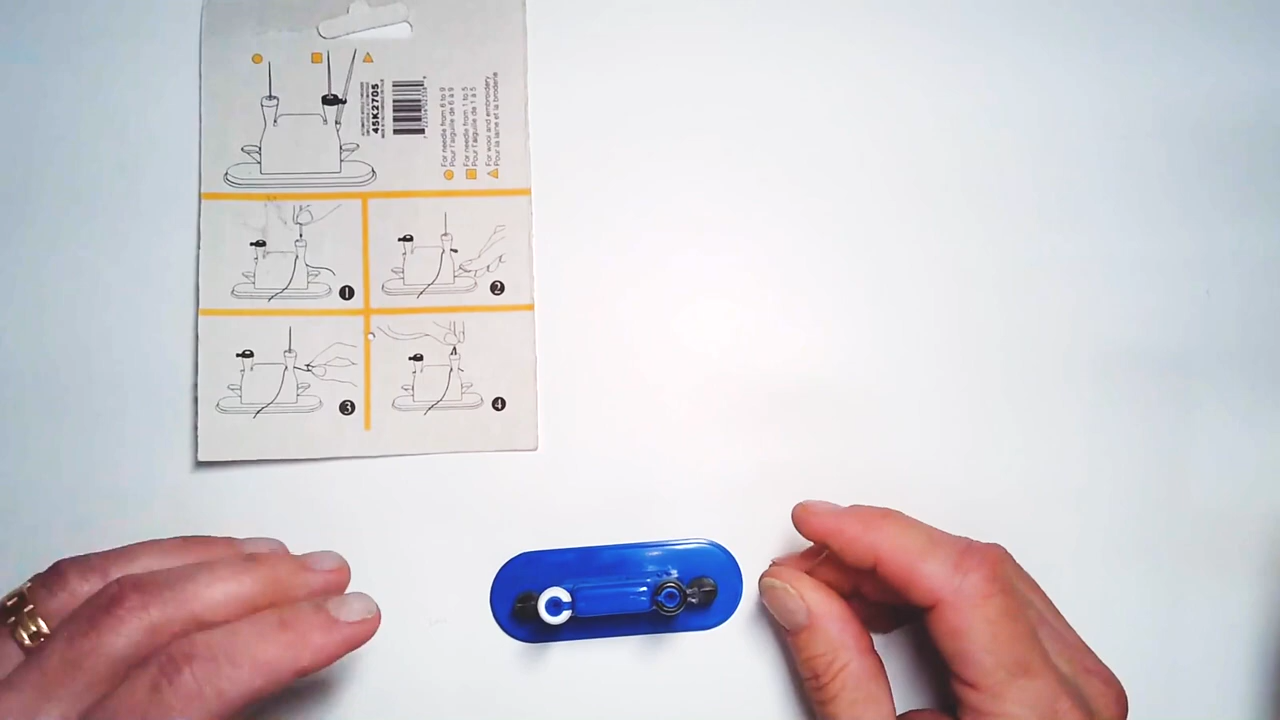 45K2705
For needle from 6 to 9
Pour l'aiguille de 6 à 9
For needle from 1 to 5
Pour l'aiguille de 1 à 5
For wool and embroidery
Pour la laine et la broderie
1
2
3
4